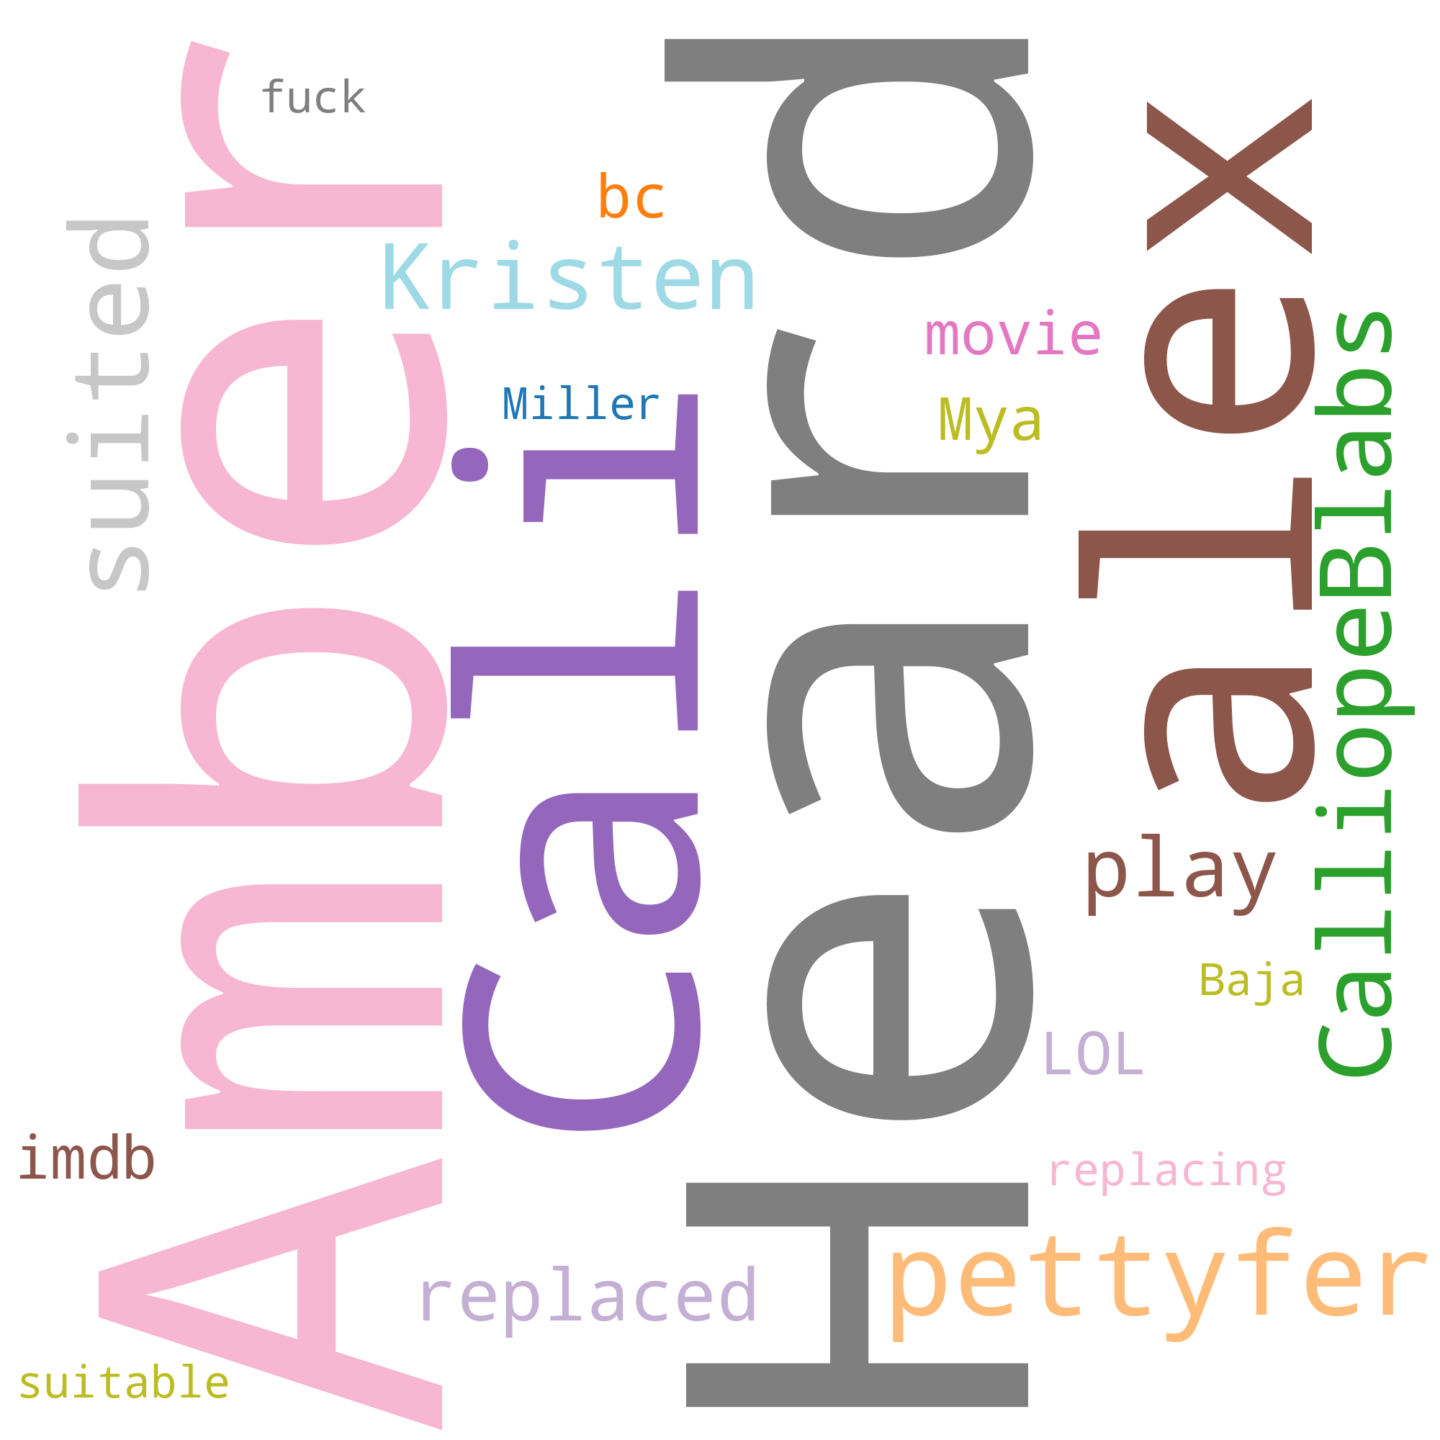 fuck
suited
Amber
bc
Kristen
Miller
Cali
Heard
movie
Mya
alex
CalliopeBlabs
play
Baja
LOL
imdb
replacing
replaced
pettyfer
suitable